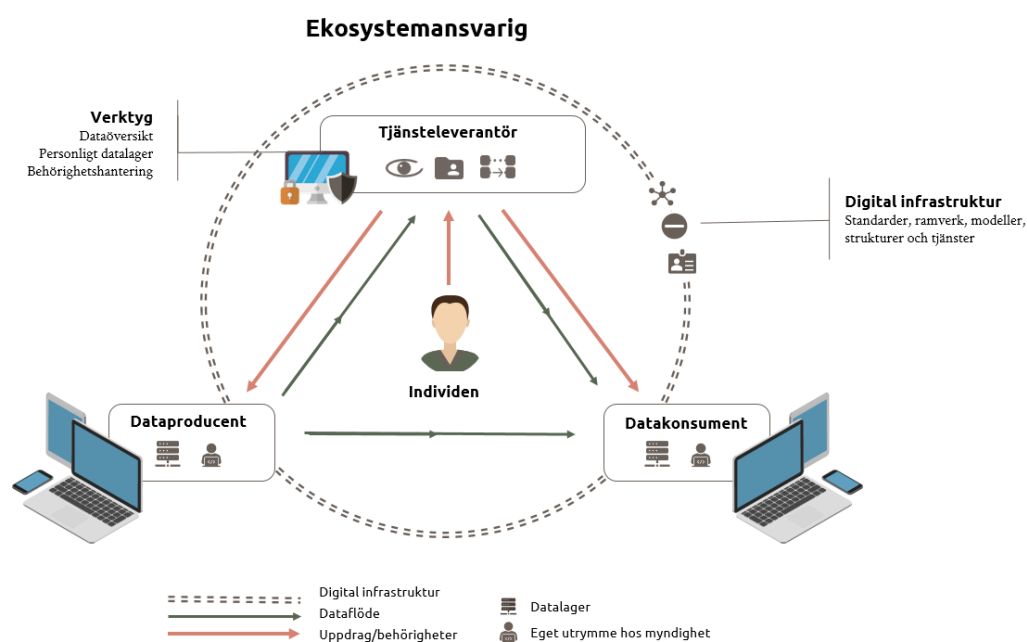 Ekosystemansvarig
Verktyg
Dataöversikt
Personligt datalager
Behörighetshantering
Tjänsteleverantör
Digital infrastruktur
Standarder, ramverk, modeller,
strukturer och tjänster
Individen
Dataproducent
Datakonsument
Digital infrastruktur
Dataflöde
Uppdrag/behörigheter
Datalager
Eget utrymme hos myndighet